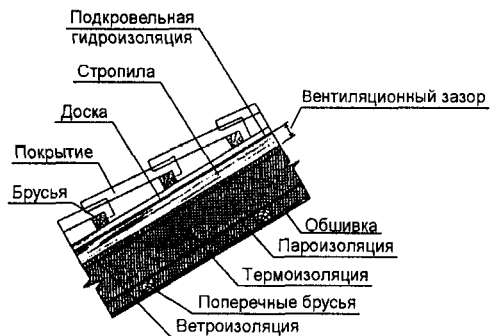 Подкровельная
гидроизоляция
Стропила
Вентиляционный зазор
Доска
Покрытие
Брусья
Обшивка
Пароизоляция
Термоизоляция
Поперечные брусья
Ветроизоляция